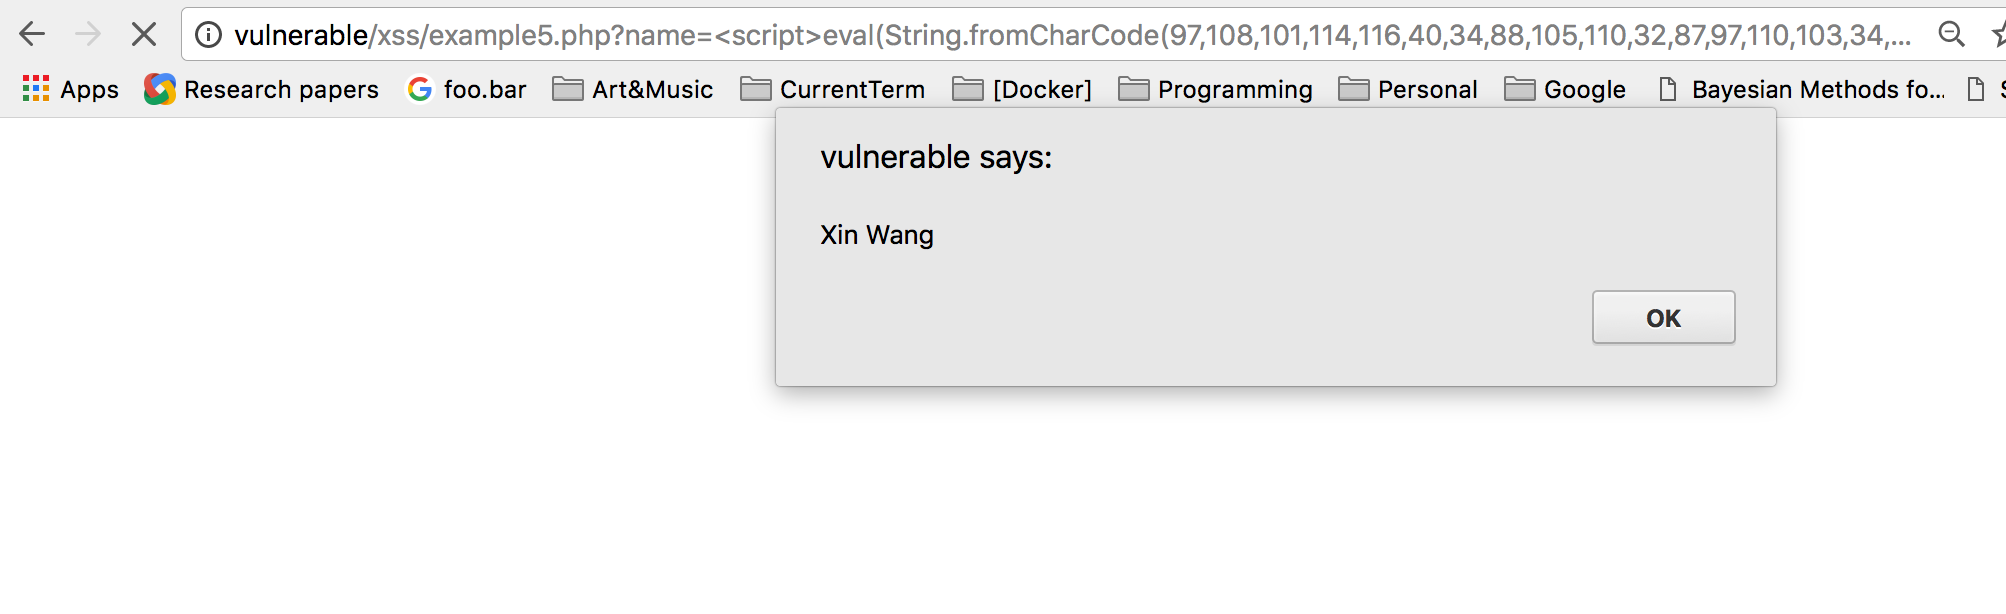 vulnerable/xss/example5.php?name=<script>eval(String.fromCharCode(97,108,101,114,116,40,34,88,105,110,32,87,97,110,103,34,...
Apps Research papers foo.bar Art&Music CurrentTerm [Docker] Programming Personal Google Bayesian Methods fo...
vulnerable says:
Xin Wang
OK